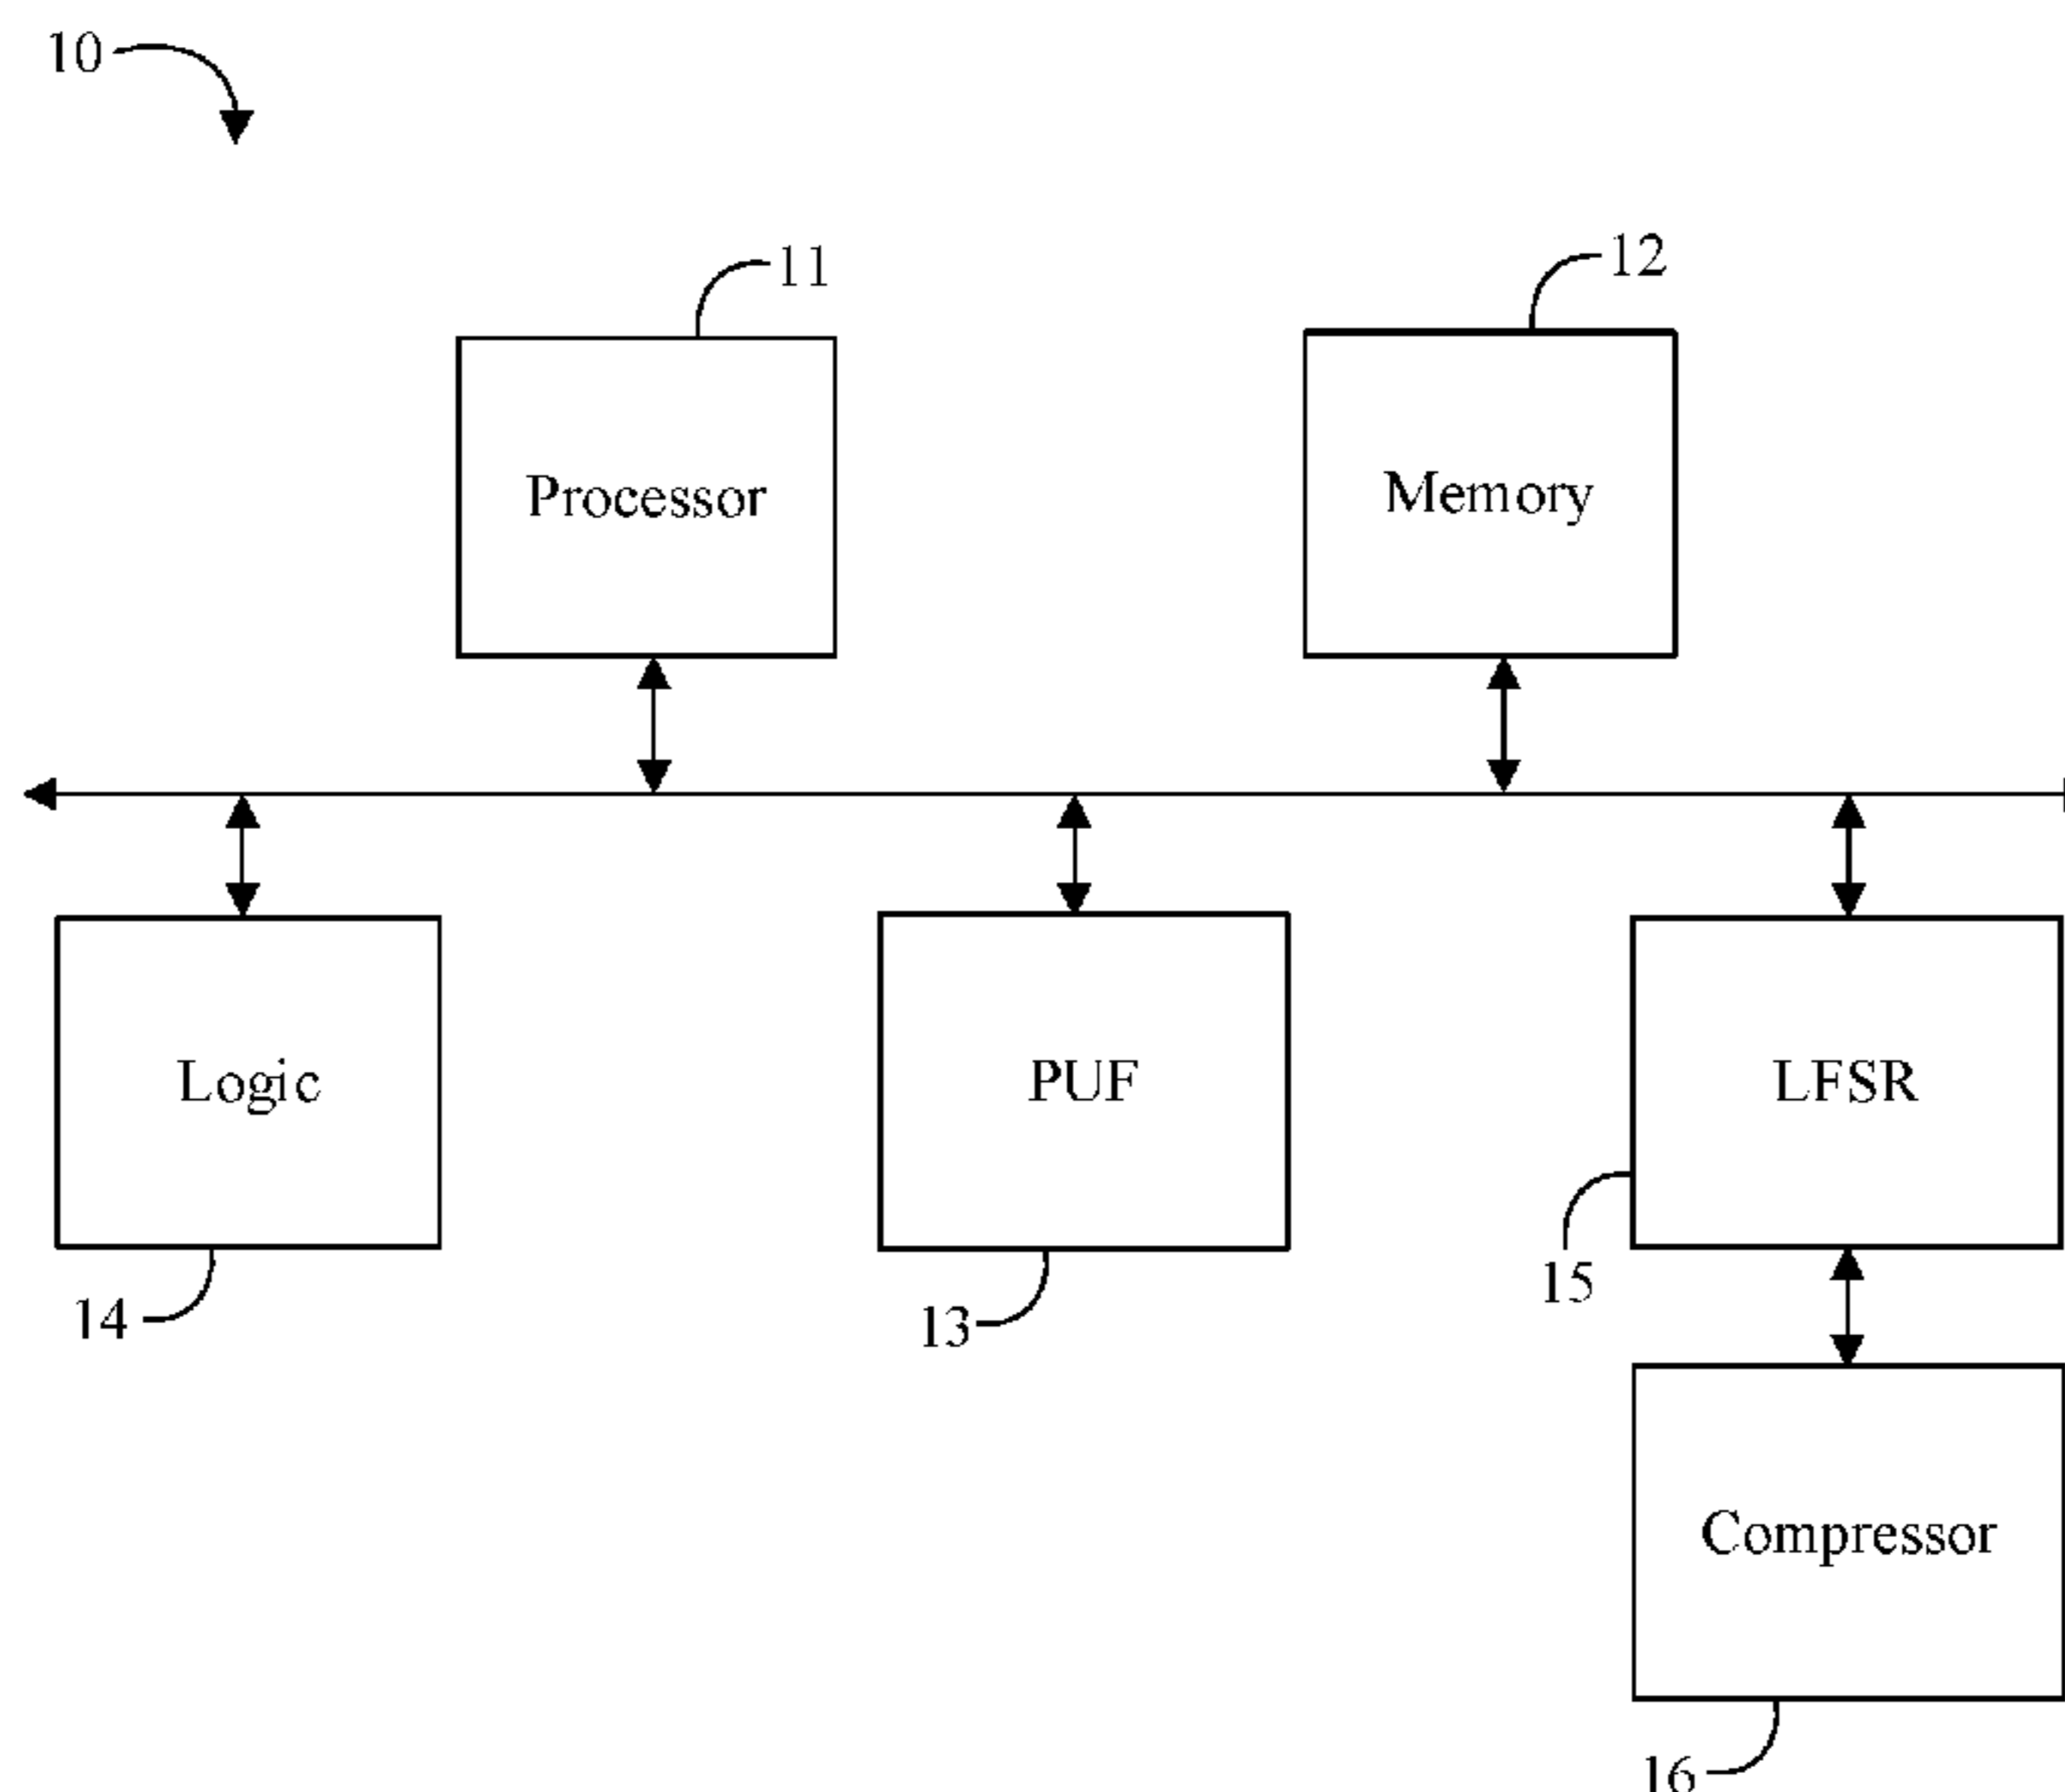 10
11
12
Processor
Memory
Logic
PUF
LFSR
15
14
13
Compressor
16